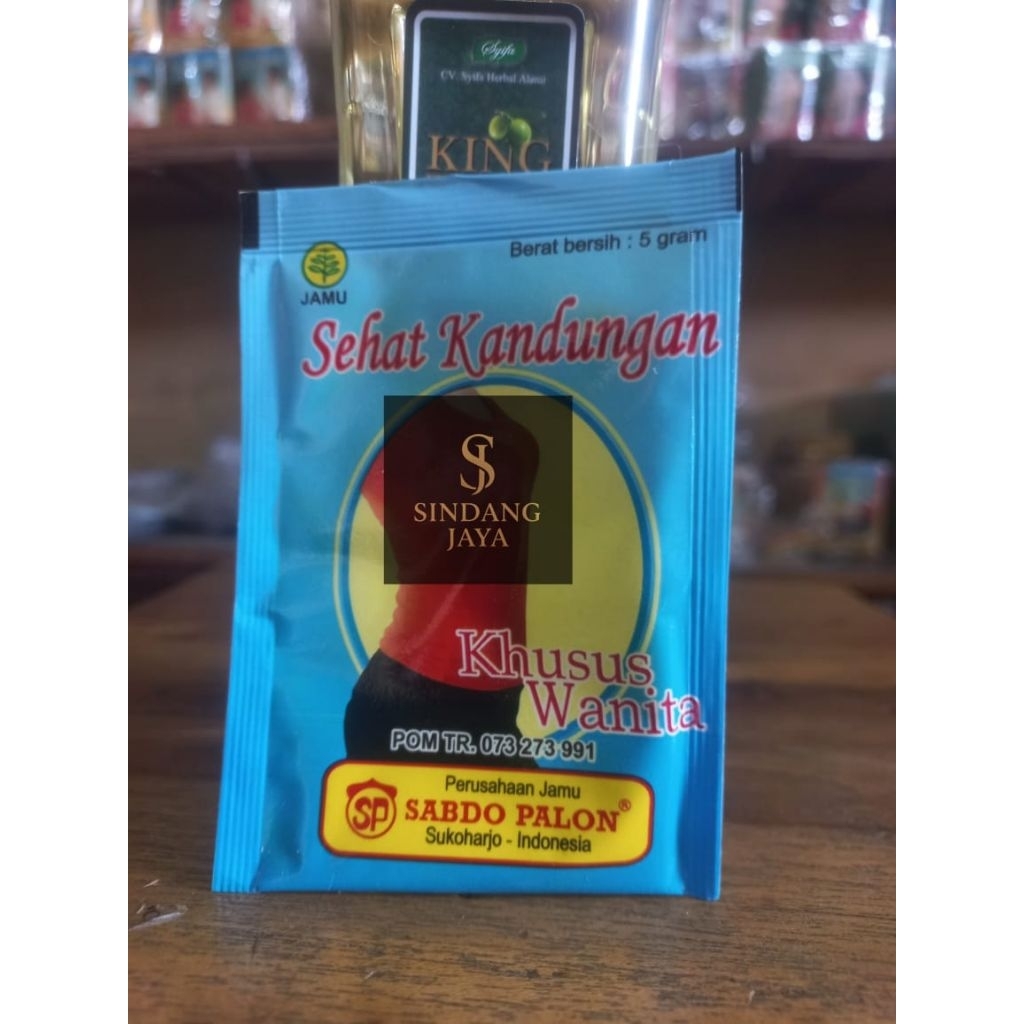 Syifa
CV. Syifa Herbal Alami
KING
Berat bersih : 5 gram
JAMU
Sehat Kandungan
SJ
SINDANG
JAYA
Khusus
Wanita
POM TR. 073 273 991
Perusahaan Jamu
SP SABDO PALON®
Sukoharjo - Indonesia